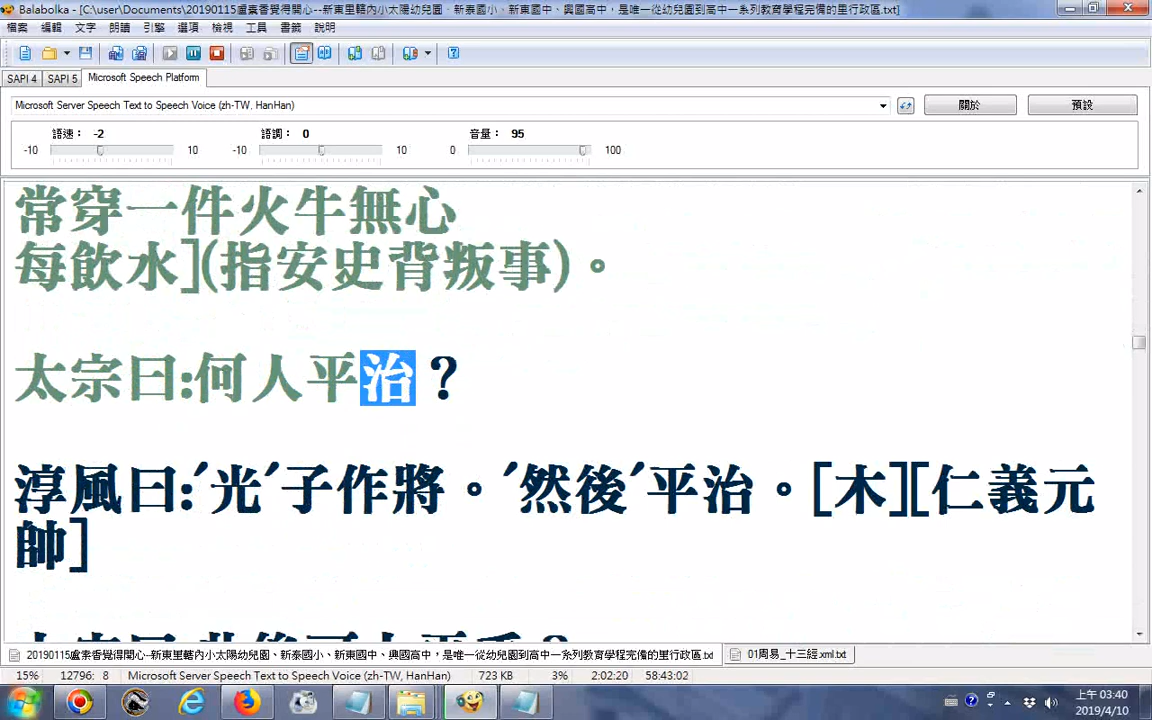 Balabolka - [C:\user\Documents\20190115盧素香覺得開心--新東里轄內小太陽幼兒園、新泰國小、新東國中、興國高中，是唯一從幼兒園到高中一系列教育學程完備的里行政區.txt]
檔案 編輯 文字 朗讀 引擎 選項 檢視 工具 書籤 說明
SAPI 4 SAPI 5 Microsoft Speech Platform
Microsoft Server Speech Text to Speech Voice (zh-TW, HanHan) 關於 預設
語速： -2 語調： 0 音量： 95
-10 10 -10 10 0 100
常穿一件火牛無心
每飲水](指安史背叛事)。
太宗曰:何人平治？
淳風曰:'光'子作將。'然後'平治。[木][仁義元
帥]
20190115盧素香覺得開心--新東里轄內小太陽幼兒園、新泰國小、新東國中、興國高中，是唯一從幼兒園到高中一系列教育學程完備的里行政區.txt 01周易_十三經.xml.txt
15% 12796: 8 Microsoft Server Speech Text to Speech Voice (zh-TW, HanHan) 723 KB 3% 2:02:20 58:43:02
上午 03:40
2019/4/10